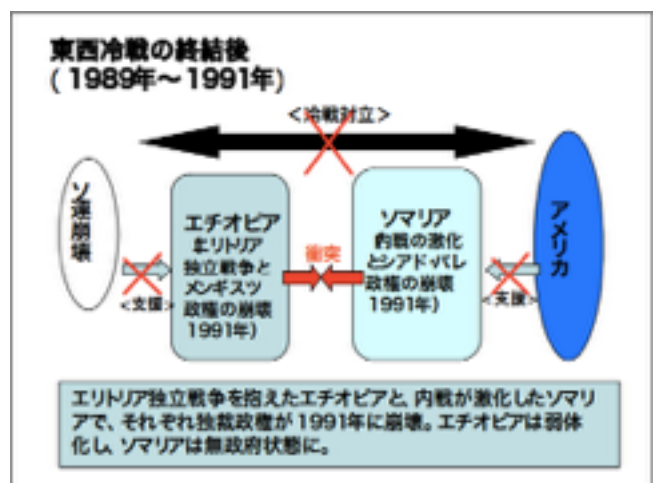 東西冷戦の終結後
( 1989年〜1991年)
<冷戦対立>
ソ連崩壊
エチオピア
エリトリア
独立戦争と
メンギスツ
政権の崩壊
1991年)
衝突
ソマリア
内戦の激化
とシアド・バレ
政権の崩壊
1991年)
アメリカ
<支援>
<支援>
エリトリア独立戦争を抱えたエチオピアと、内戦が激化したソマリ
アで、それぞれ独裁政権が1991年に崩壊。エチオピアは弱体
化し、ソマリアは無政府状態に。